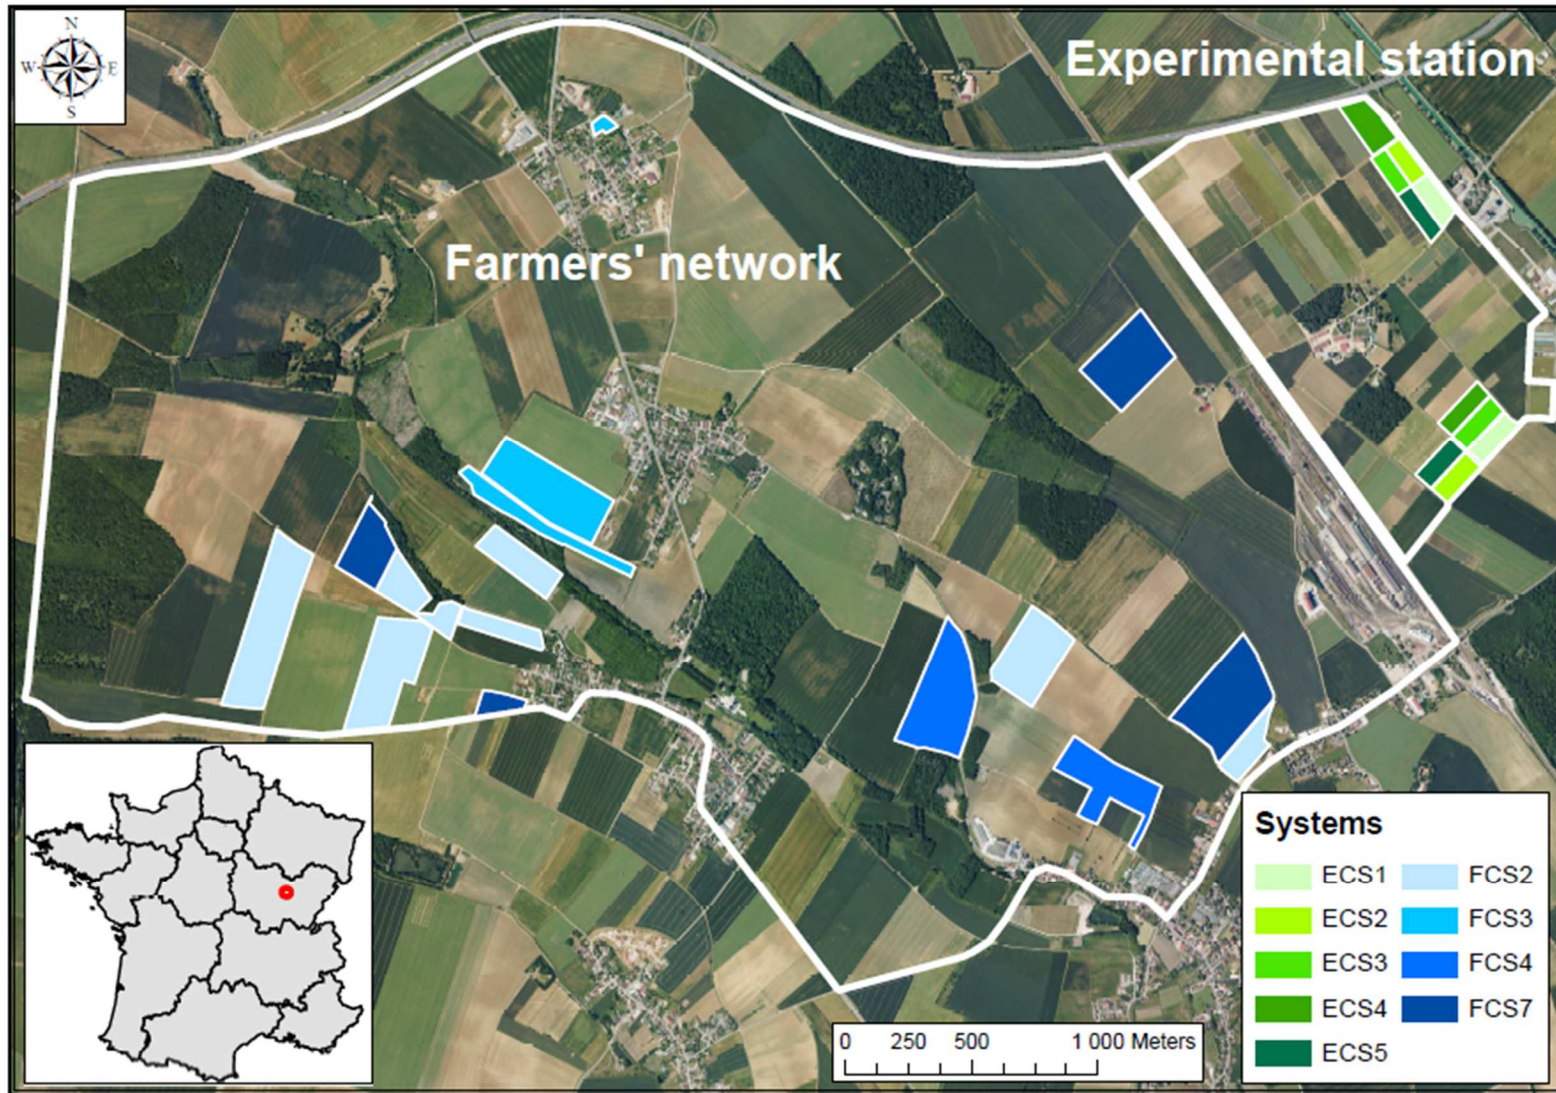 N
W E
S
Experimental station
Farmers' network
Systems
ECS1 FCS2
ECS2 FCS3
ECS3 FCS4
ECS4 FCS7
ECS5
0 250 500 1 000 Meters